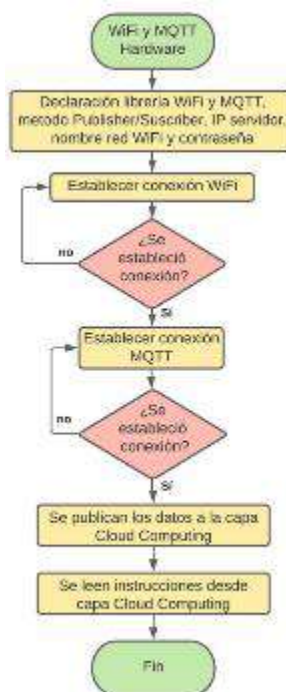 WiFi y MQTT
Hardware
Declaración librería WiFi y MQTT,
metodo Publisher/Suscriber, IP servidor,
nombre red WiFi y contraseña
Establecer conexión WiFi
¿Se
estableció
conexión?
no
Sí
Establecer conexión
MQTT
¿Se
estableció
conexión?
no
Sí
Se publican los datos a la capa
Cloud Computing
Se leen instrucciones desde
capa Cloud Computing
Fin